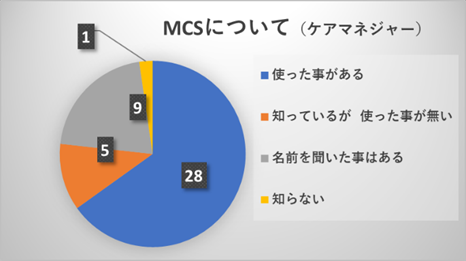 MCSについて（ケアマネジャー）
1
9
5
28
使った事がある
知っているが 使った事が無い
名前を聞いた事はある
知らない